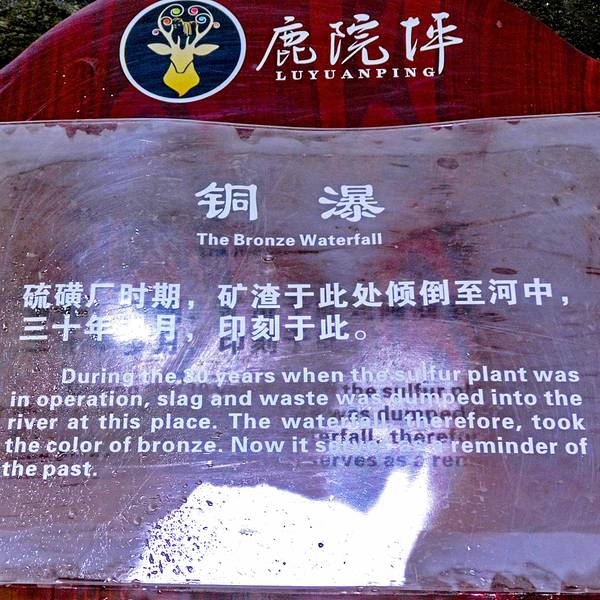 鹿院坪
LUYUANPING
铜瀑
The Bronze Waterfall
硫磺厂时期，矿渣于此处倾倒至河中，
三十年 月，印刻于此。
During the years when the sulfur plant was
in operation, slag and waste was dumped into the
river at this place. The waterfall, therefore, took
the color of bronze. Now it serves as a reminder of
the past.